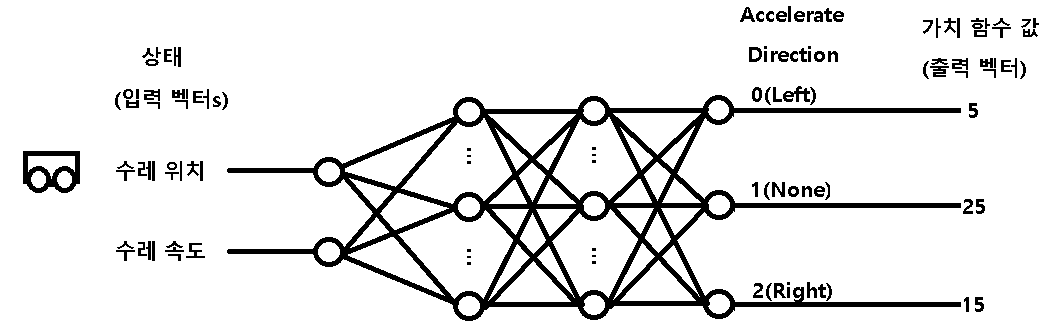 상태
(입력 벡터s)
수레 위치
수레 속도
Accelerate
Direction
0(Left)
1(None)
2(Right)
가치 함수 값
(출력 벡터)
5
25
15